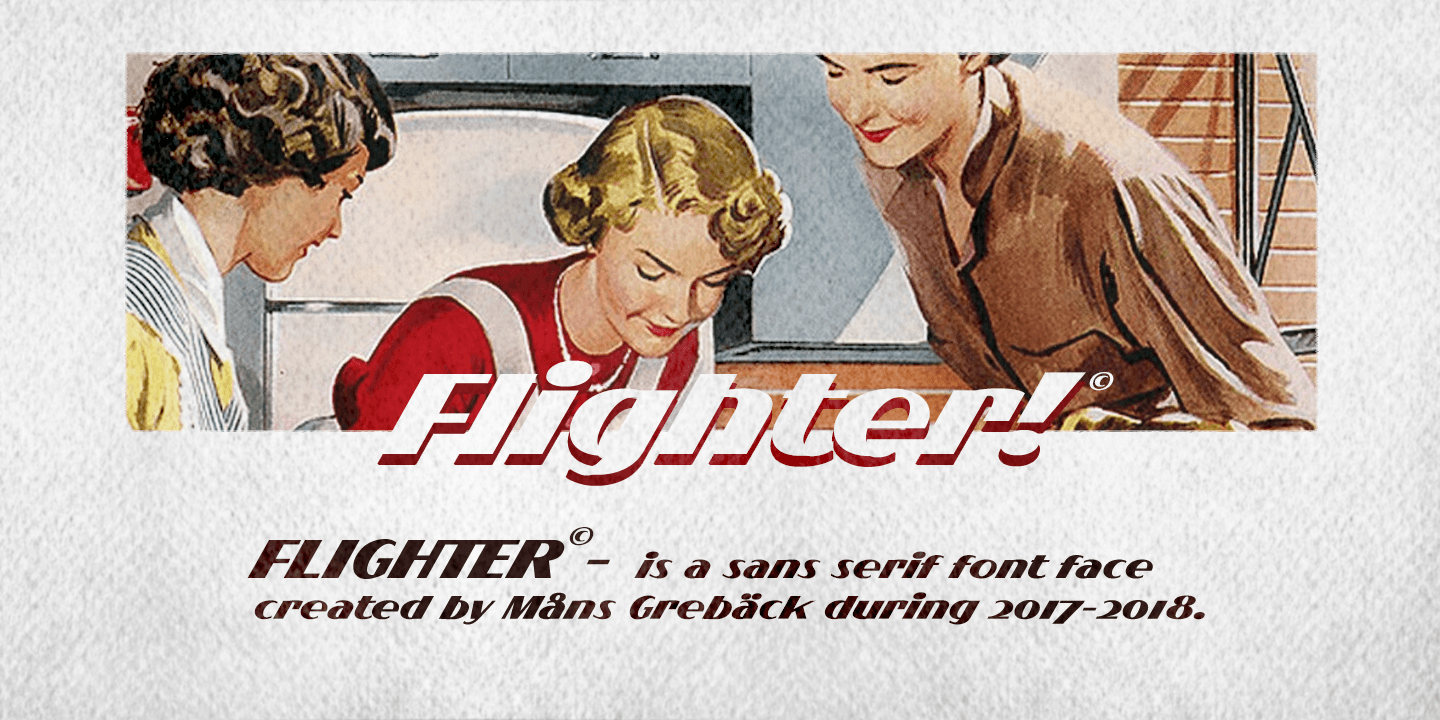 Flighter!©
FLIGHTER©- is a sans serif font face
created by Måns Grebäck during 2017-2018.